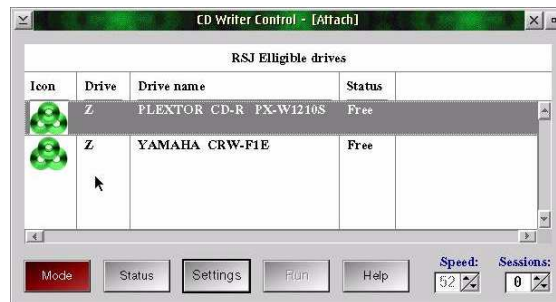 CD Writer Control - [Attach]
RSJ Elligible drives
Icon Drive Drive name Status
Z PLEXTOR CD-R PX-W1210S Free
Z YAMAHA CRW-F1E Free
Speed: Sessions:
Mode Status Settings Run Help 52 0